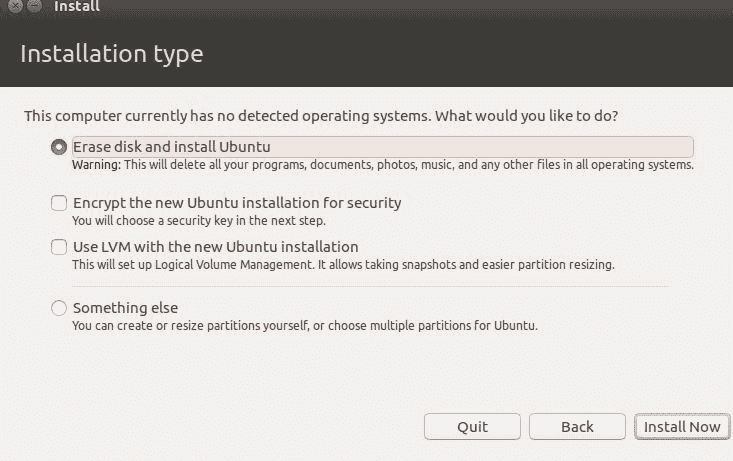 Install
Installation type
This computer currently has no detected operating systems. What would you like to do?
Erase disk and install Ubuntu
Warning: This will delete all your programs, documents, photos, music, and any other files in all operating systems.
Encrypt the new Ubuntu installation for security
You will choose a security key in the next step.
Use LVM with the new Ubuntu installation
This will set up Logical Volume Management. It allows taking snapshots and easier partition resizing.
Something else
You can create or resize partitions yourself, or choose multiple partitions for Ubuntu.
Quit Back Install Now